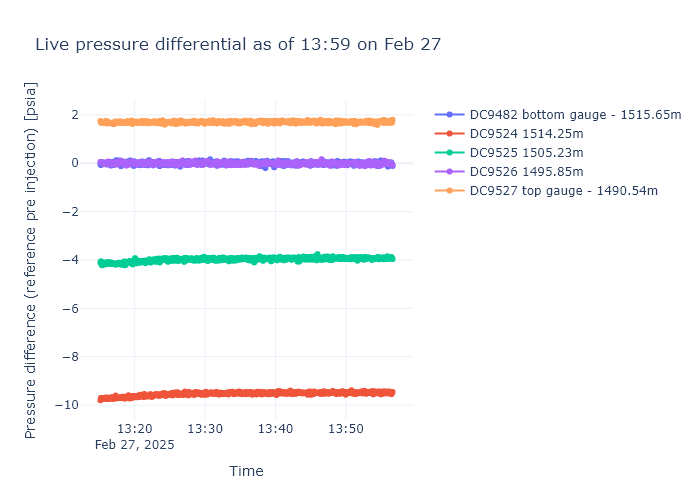 Live pressure differential as of 13:59 on Feb 27
Pressure difference (reference pre injection) [psia]
2
0
−2
−4
−6
−8
−10
13:20
Feb 27, 2025
13:30
13:40
13:50
Time
DC9482 bottom gauge - 1515.65m
DC9524 1514.25m
DC9525 1505.23m
DC9526 1495.85m
DC9527 top gauge - 1490.54m